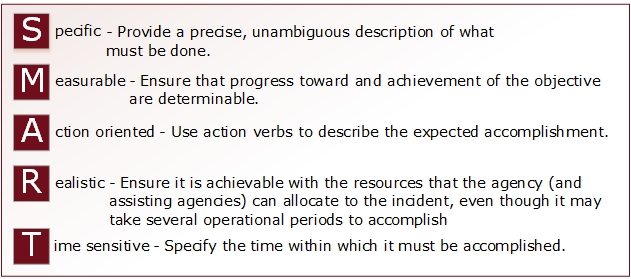 Specific - Provide a precise, unambiguous description of what
must be done.
Measurable - Ensure that progress toward and achievement of the objective
are determinable.
Action oriented - Use action verbs to describe the expected accomplishment.
Realistic - Ensure it is achievable with the resources that the agency (and
assisting agencies) can allocate to the incident, even though it may
take several operational periods to accomplish
Time sensitive - Specify the time within which it must be accomplished.